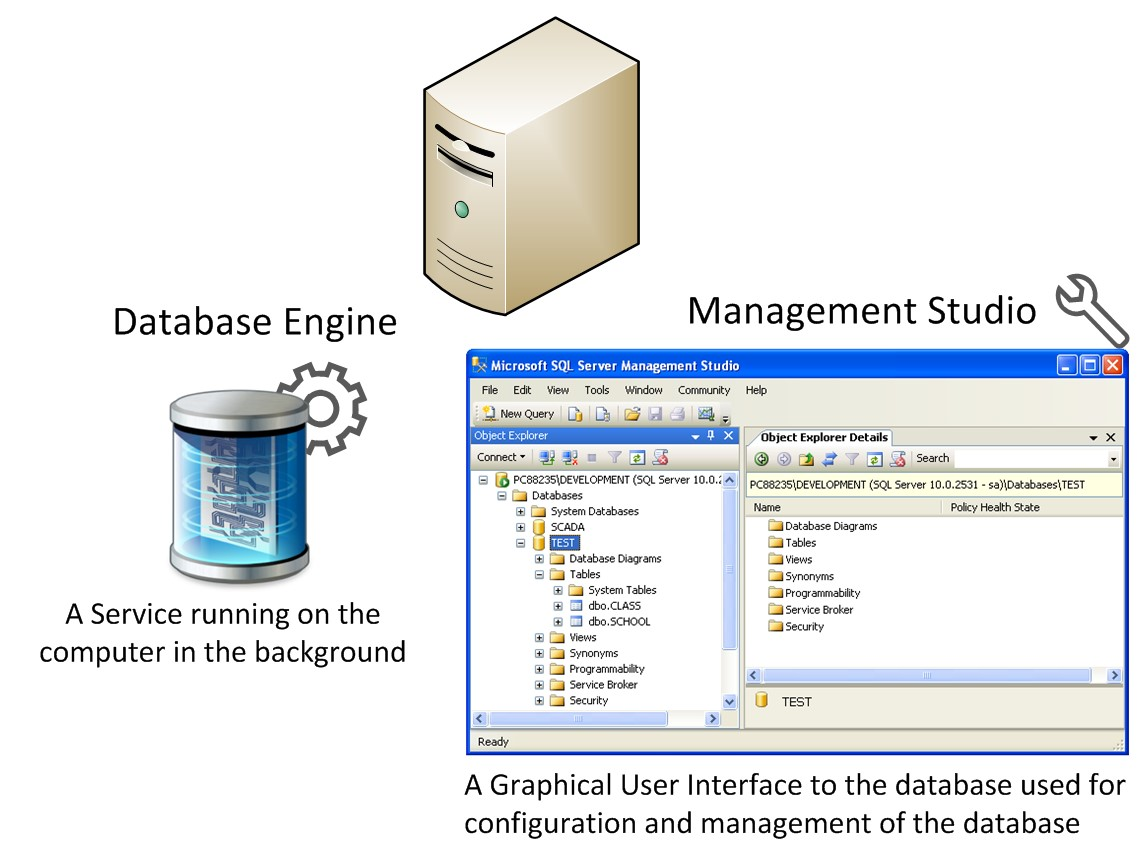 Database Engine
A Service running on the
computer in the background
Management Studio
Microsoft SQL Server Management Studio
File Edit View Tools Window Community Help
New Query
Object Explorer
Connect
PC88235\DEVELOPMENT (SQL Server 10.0.2
Databases
System Databases
SCADA
TEST
Database Diagrams
Tables
System Tables
dbo.CLASS
dbo.SCHOOL
Views
Synonyms
Programmability
Service Broker
Security
Object Explorer Details
Search
PC88235\DEVELOPMENT (SQL Server 10.0.2531 - sa)\Databases\TEST
Name Policy Health State
Database Diagrams
Tables
Views
Synonyms
Programmability
Service Broker
Security
TEST
Ready
A Graphical User Interface to the database used for
configuration and management of the database